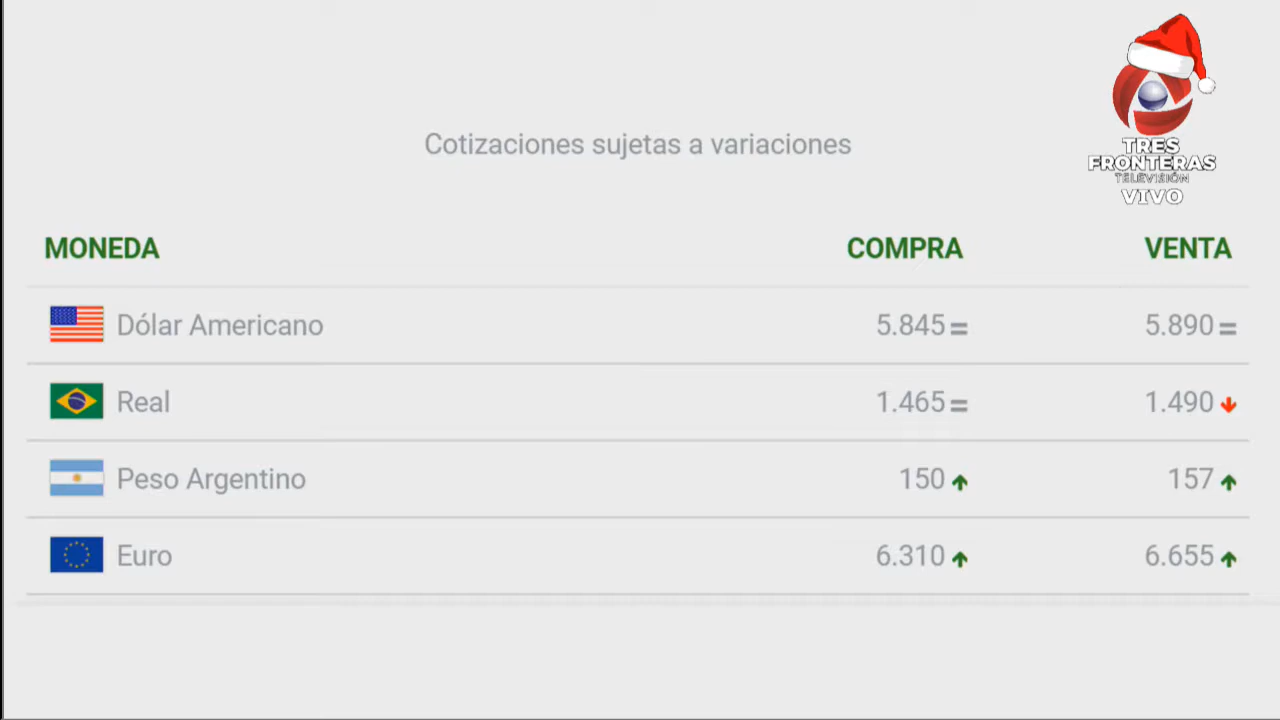 TRES
FRONTERAS
TELEVISIÓN
VIVO
Cotizaciones sujetas a variaciones
MONEDA COMPRA VENTA
Dólar Americano 5.845 = 5.890 =
Real 1.465 = 1.490 ↓
Peso Argentino 150 ↑ 157 ↑
Euro 6.310 ↑ 6.655 ↑